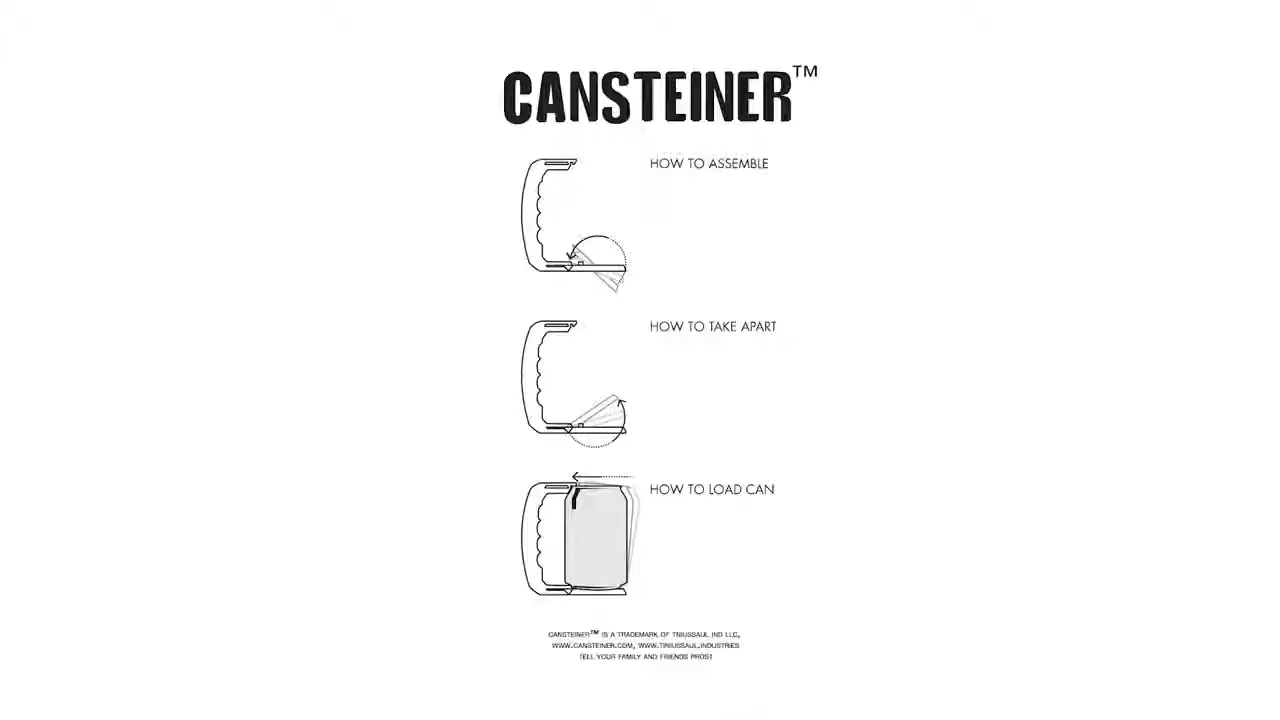 CANSTEINER™
HOW TO ASSEMBLE
HOW TO TAKE APART
HOW TO LOAD CAN
CANSTEINER™ IS A TRADEMARK OF TNIUSSAUL IND LLC,
WWW.CANSTEINER.COM, WWW.TINIUSSAUL.INDUSTRIES
TELL YOUR FAMILY AND FRIENDS PROST